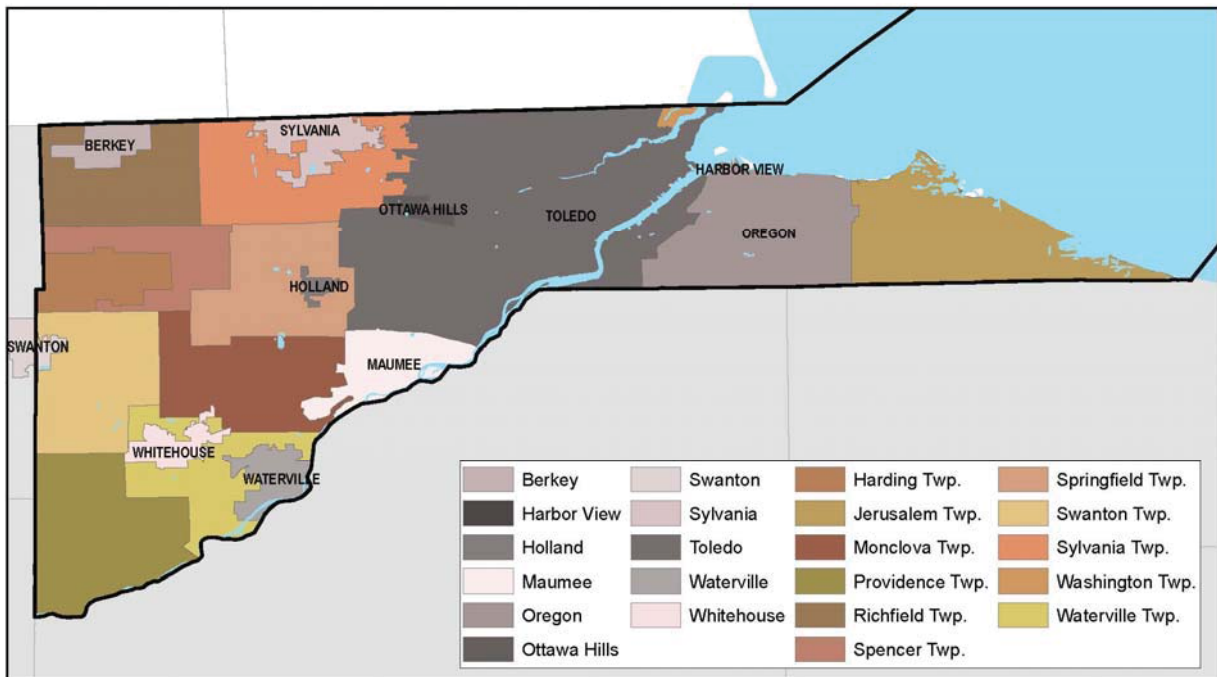 SYLVANIA
BERKEY
HARBOR VIEW
OTTAWA HILLS
TOLEDO
OREGON
HOLLAND
SWANTON
MAUMEE
WHITEHOUSE
WATERVILLE
Berkey
Harbor View
Holland
Maumee
Oregon
Ottawa Hills
Swanton
Sylvania
Toledo
Waterville
Whitehouse
Harding Twp.
Jerusalem Twp.
Monclova Twp.
Providence Twp.
Richfield Twp.
Spencer Twp.
Springfield Twp.
Swanton Twp.
Sylvania Twp.
Washington Twp.
Waterville Twp.